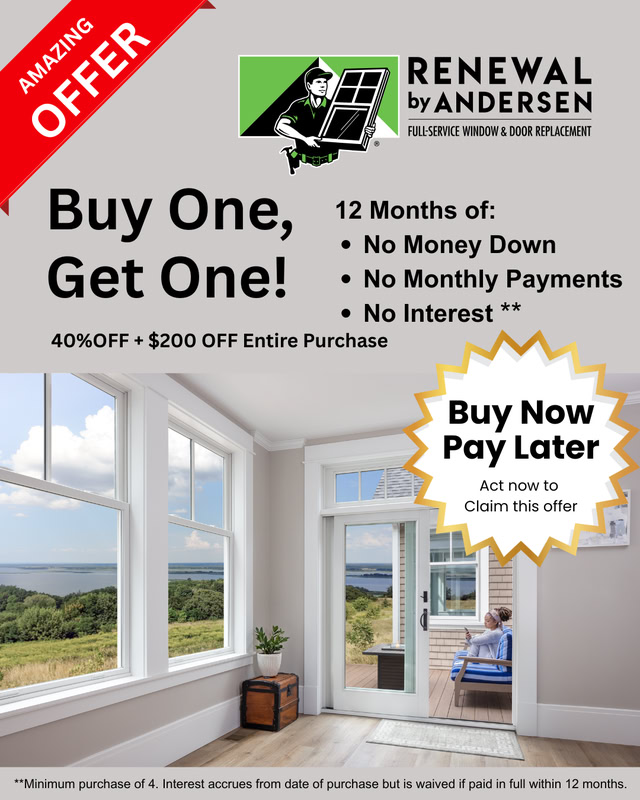 AMAZING
OFFER
RENEWAL
by ANDERSEN
FULL-SERVICE WINDOW & DOOR REPLACEMENT
®
Buy One,
Get One!
40%OFF + $200 OFF Entire Purchase
12 Months of:
• No Money Down
• No Monthly Payments
• No Interest **
Buy Now
Pay Later
Act now to
Claim this offer
**Minimum purchase of 4. Interest accrues from date of purchase but is waived if paid in full within 12 months.